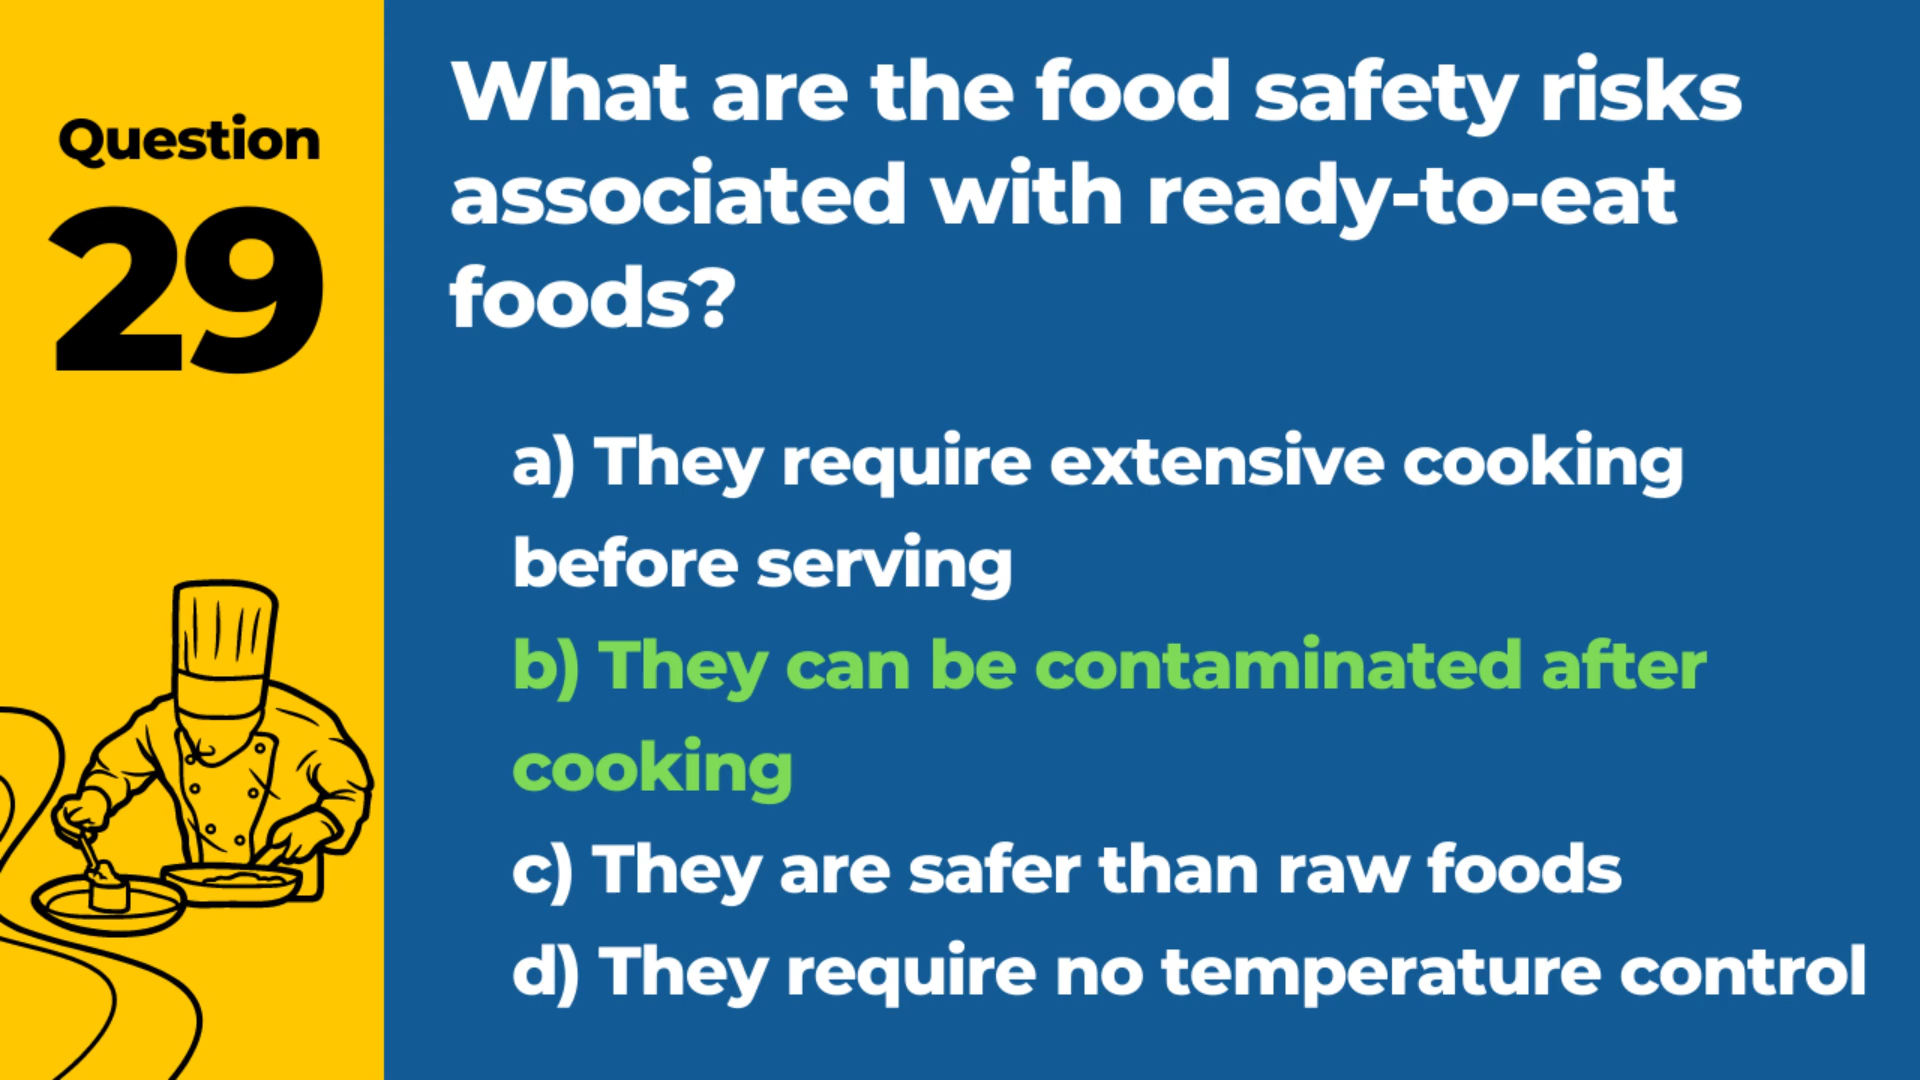 Question
29
What are the food safety risks
associated with ready-to-eat
foods?
a) They require extensive cooking
before serving
b) They can be contaminated after
cooking
c) They are safer than raw foods
d) They require no temperature control